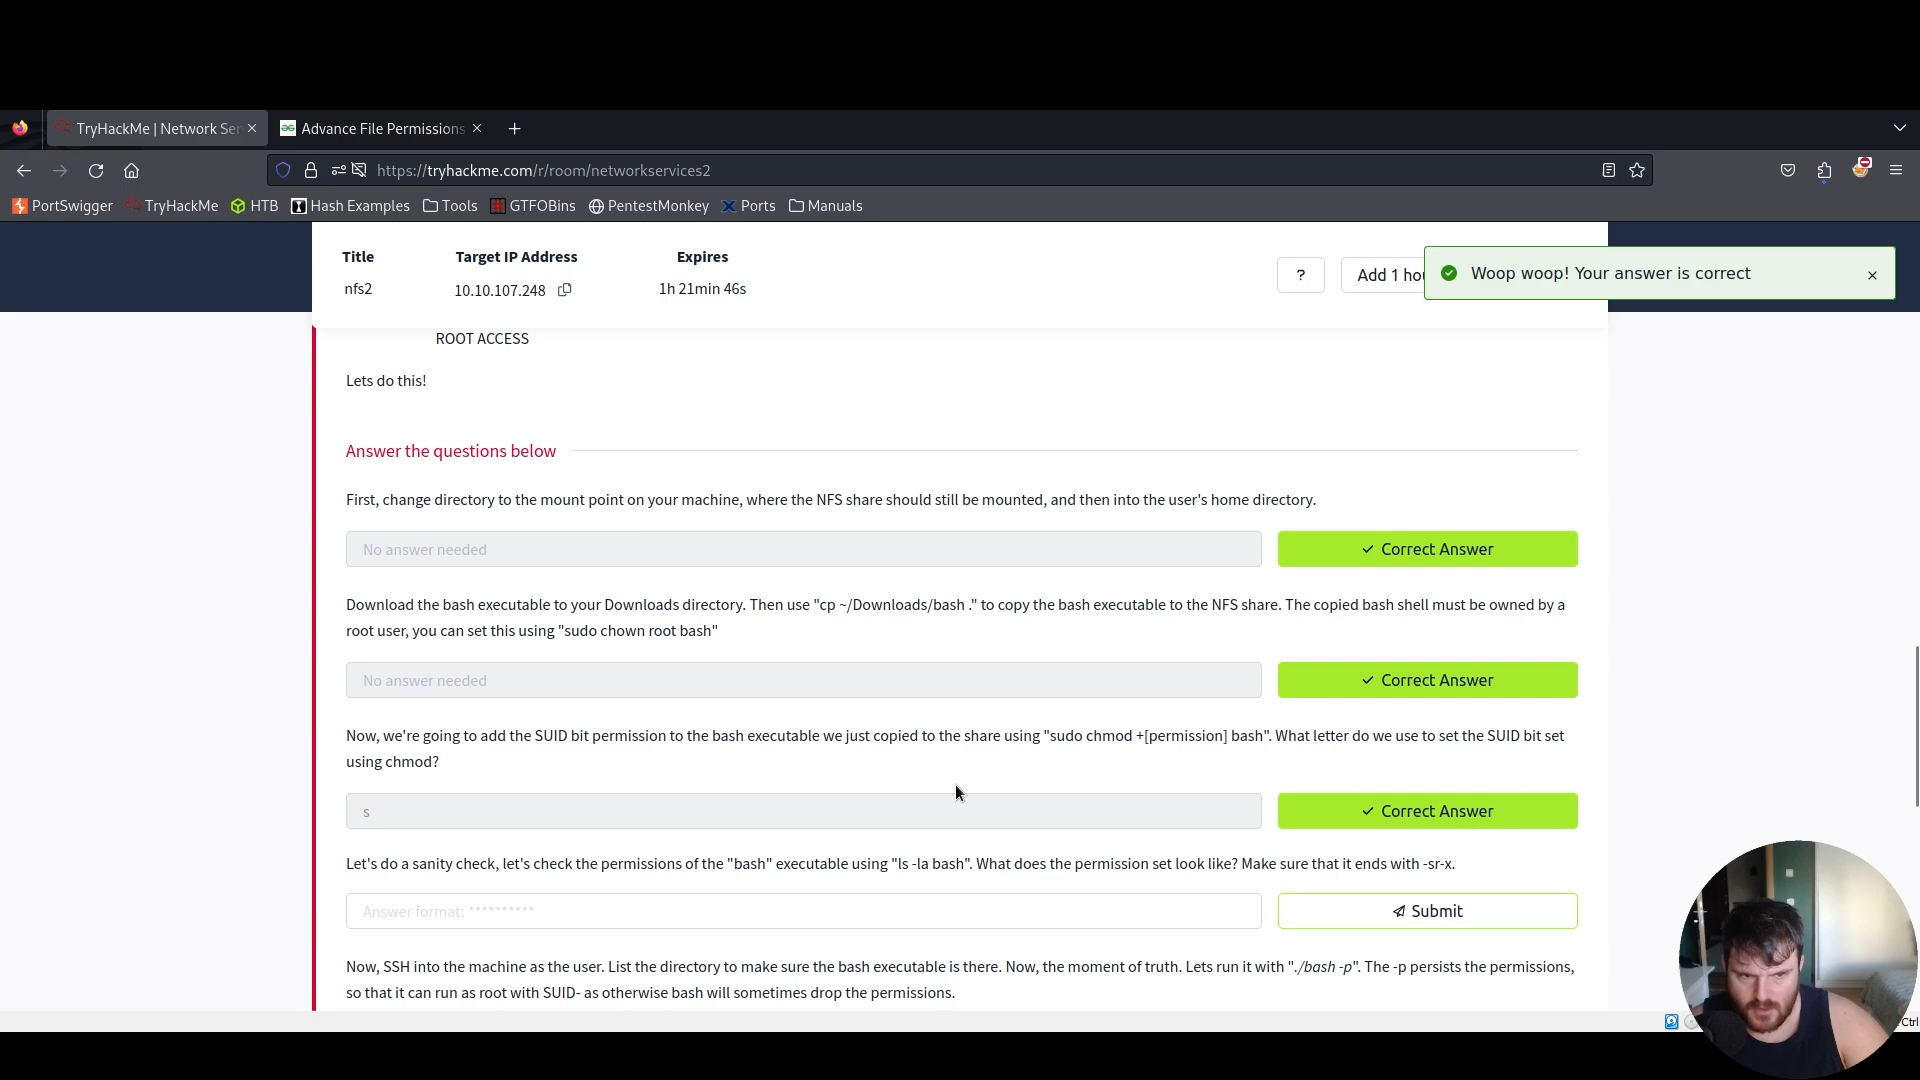 TryHackMe | Network Ser
Advance File Permissions
https://tryhackme.com/r/room/networkservices2
PortSwigger TryHackMe HTB Hash Examples Tools GTFOBins PentestMonkey Ports Manuals
Title Target IP Address Expires
nfs2 10.10.107.248 1h 21min 46s
? Add 1 hou
Woop woop! Your answer is correct
ROOT ACCESS
Lets do this!
Answer the questions below
First, change directory to the mount point on your machine, where the NFS share should still be mounted, and then into the user's home directory.
No answer needed
Correct Answer
Download the bash executable to your Downloads directory. Then use "cp ~/Downloads/bash ." to copy the bash executable to the NFS share. The copied bash shell must be owned by a
root user, you can set this using "sudo chown root bash"
No answer needed
Correct Answer
Now, we're going to add the SUID bit permission to the bash executable we just copied to the share using "sudo chmod +[permission] bash". What letter do we use to set the SUID bit set
using chmod?
s
Correct Answer
Let's do a sanity check, let's check the permissions of the "bash" executable using "ls -la bash". What does the permission set look like? Make sure that it ends with -sr-x.
Answer format: **********
Submit
Now, SSH into the machine as the user. List the directory to make sure the bash executable is there. Now, the moment of truth. Lets run it with "./bash -p". The -p persists the permissions,
so that it can run as root with SUID- as otherwise bash will sometimes drop the permissions.
Ctrl